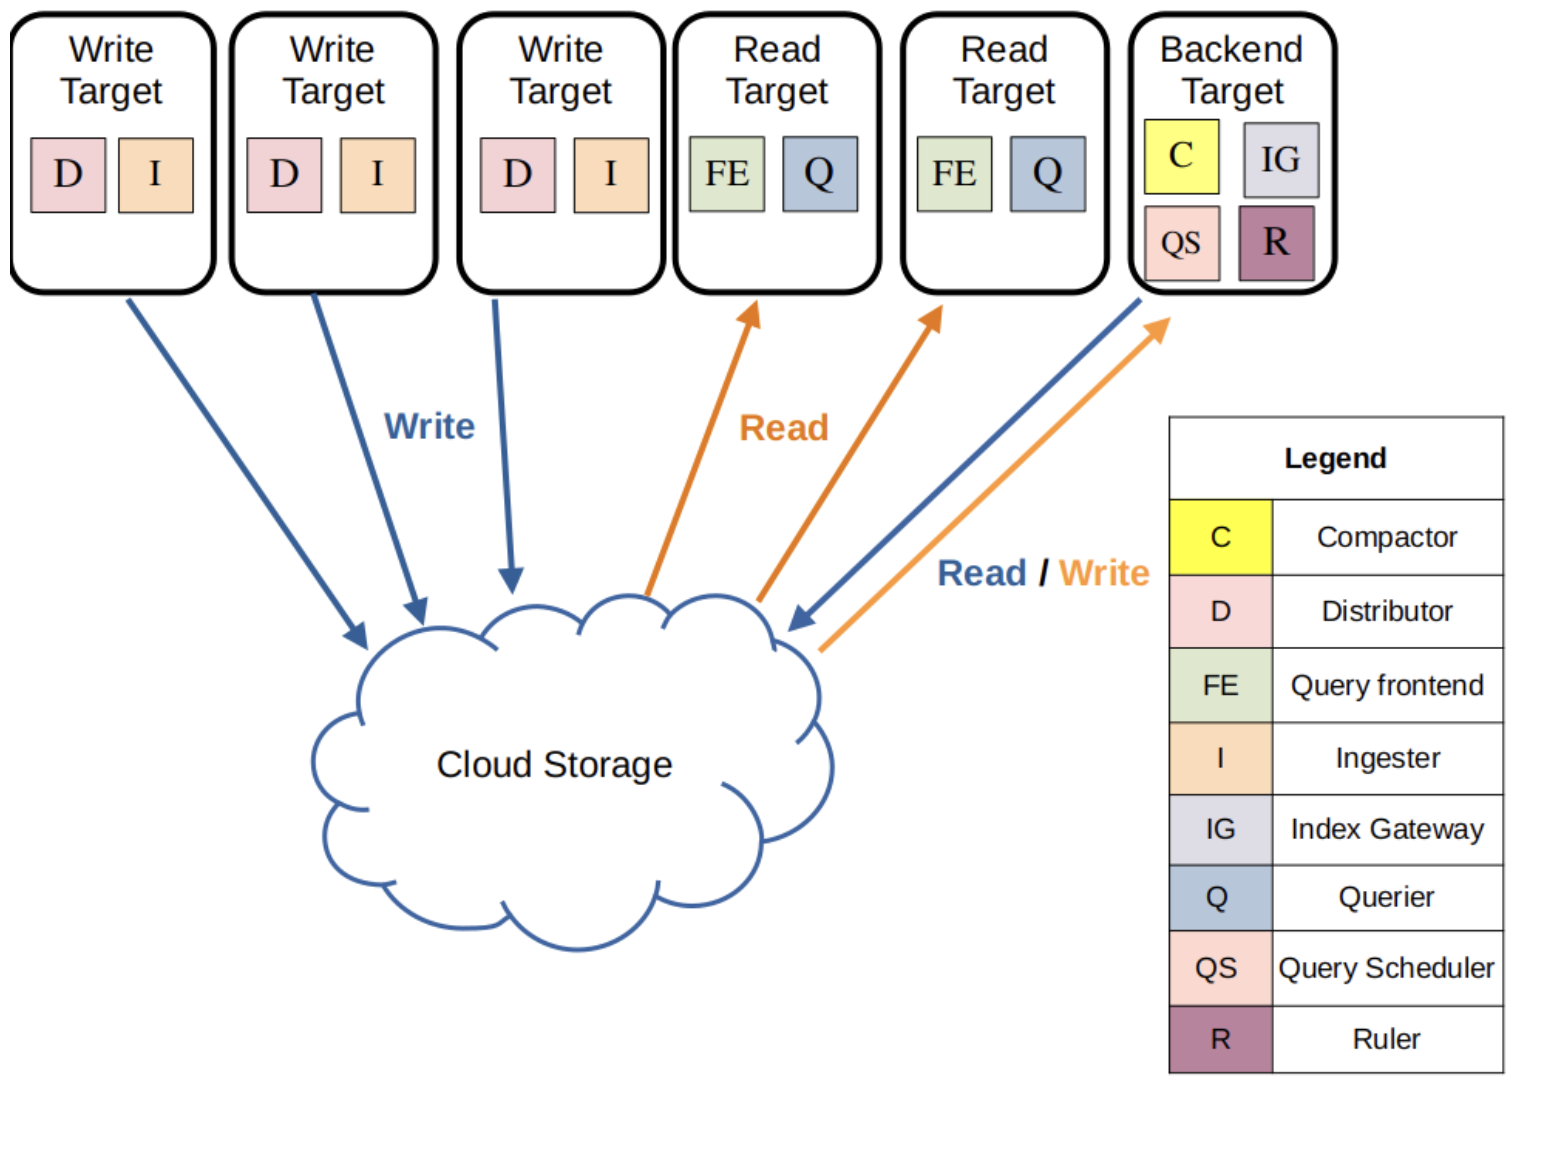 Write
Target
D I
Write
Target
D I
Write
Target
D I
Read
Target
FE Q
Read
Target
FE Q
Backend
Target
C IG
QS R
Write
Read
Read / Write
Cloud Storage
Legend
C Compactor
D Distributor
FE Query frontend
I Ingester
IG Index Gateway
Q Querier
QS Query Scheduler
R Ruler